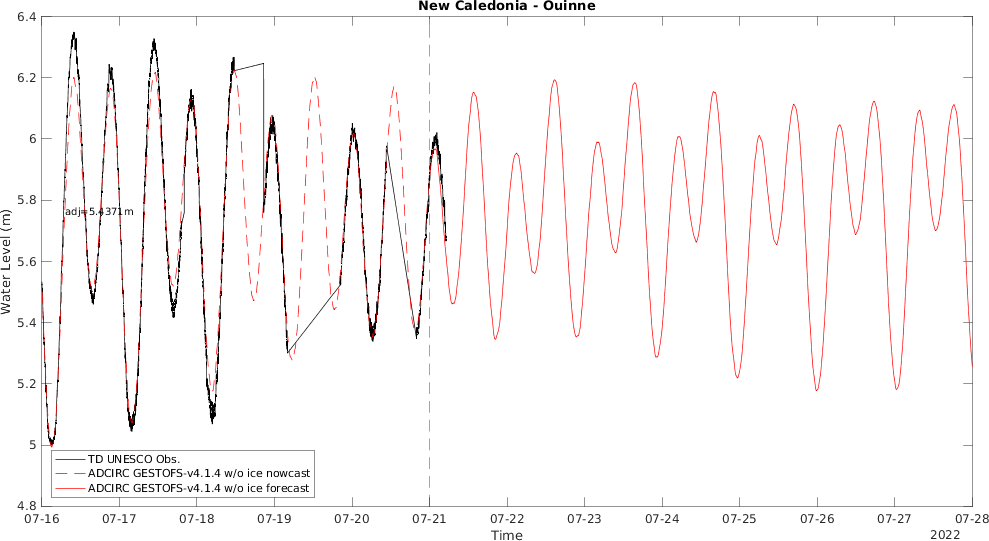 New Caledonia - Ouinne
6.4
6.2
6
5.8
5.6
5.4
5.2
5
4.8
Water Level (m)
adj=5.4371m
TD UNESCO Obs.
ADCIRC GESTOFS-v4.1.4 w/o ice nowcast
ADCIRC GESTOFS-v4.1.4 w/o ice forecast
07-16 07-17 07-18 07-19 07-20 07-21 07-22 07-23 07-24 07-25 07-26 07-27 07-28
Time
2022